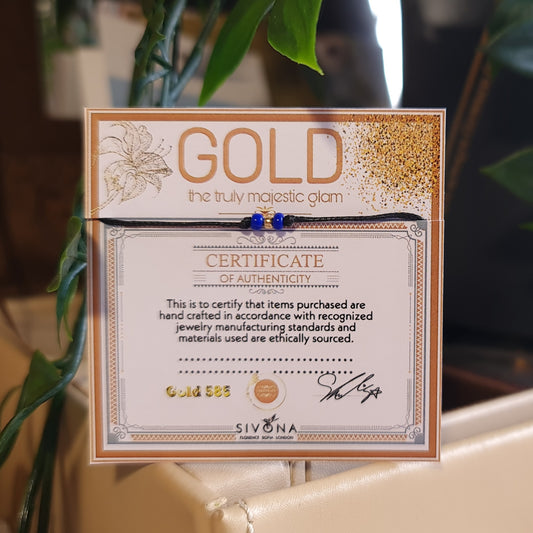 GOLD
the truly majestic glam
CERTIFICATE
OF AUTHENTICITY
This is to certify that items purchased are
hand crafted in accordance with recognized
jewelry manufacturing standards and
materials used are ethically sourced.
Gold 585
SIVONA
FLORENCE SOFIA LONDON